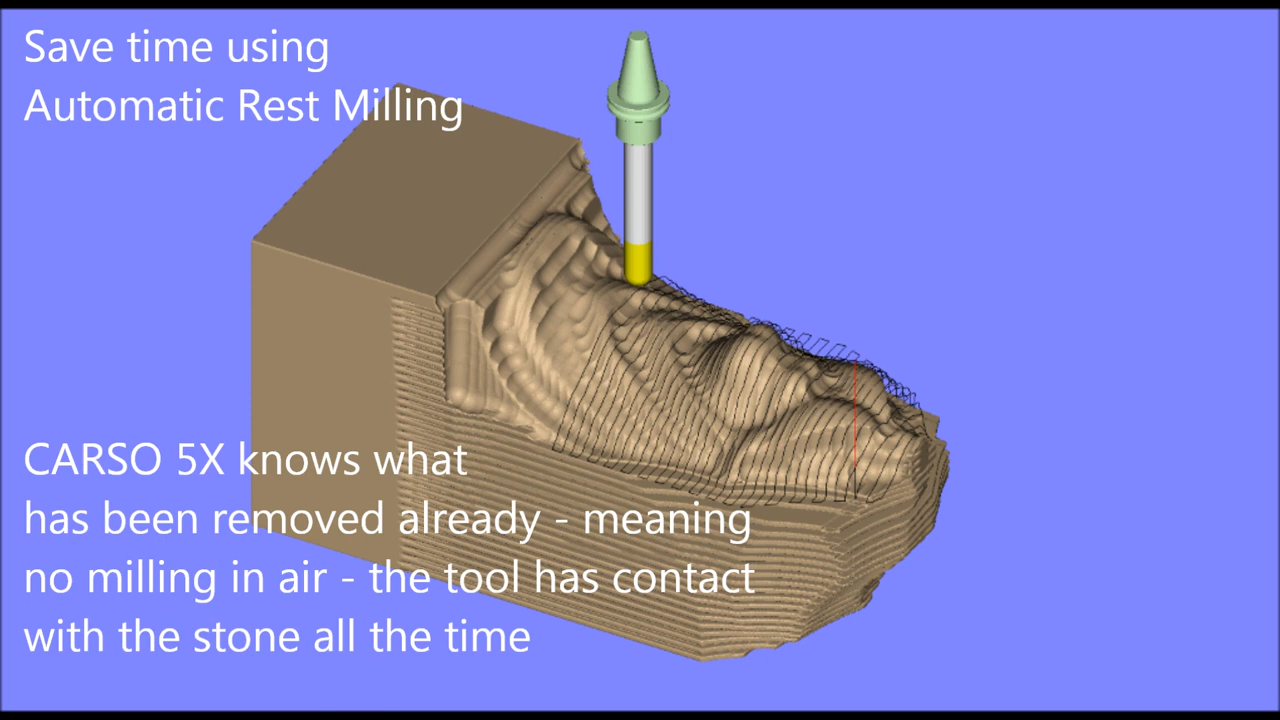 Save time using
Automatic Rest Milling
CARSO 5X knows what
has been removed already - meaning
no milling in air - the tool has contact
with the stone all the time